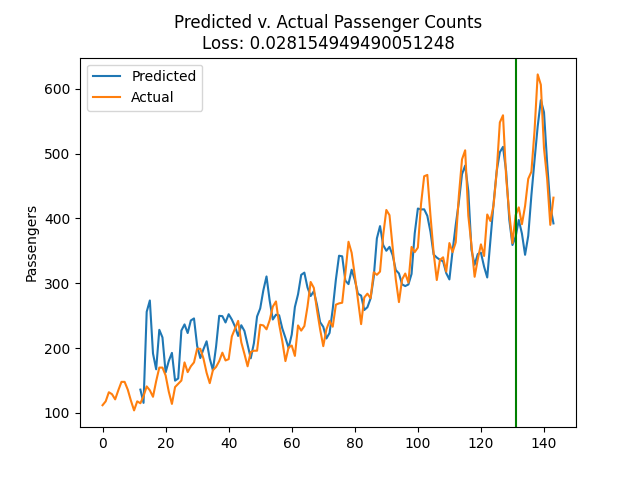 Predicted v. Actual Passenger Counts
Loss: 0.028154949490051248
Predicted
Actual
Passengers
600
500
400
300
200
100
0 20 40 60 80 100 120 140